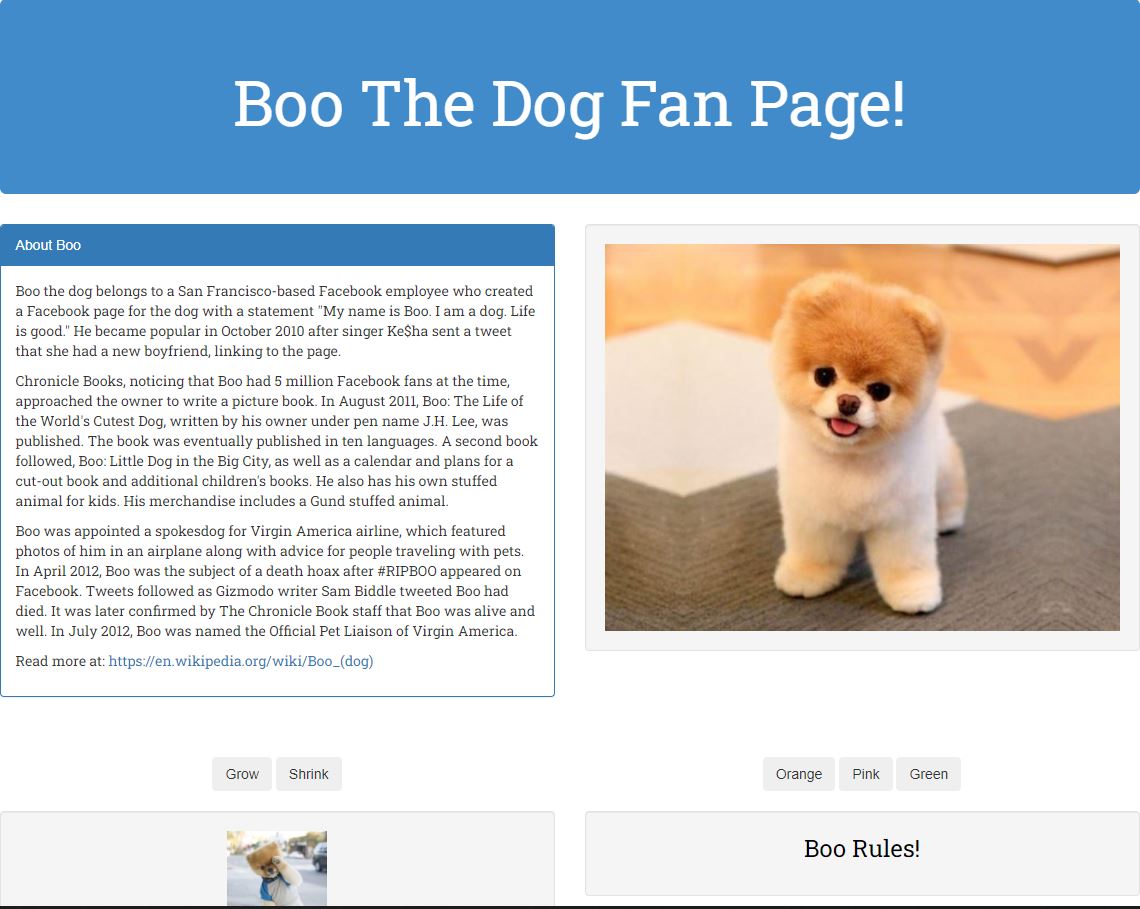 Boo The Dog Fan Page!
About Boo
Boo the dog belongs to a San Francisco-based Facebook employee who created
a Facebook page for the dog with a statement "My name is Boo. I am a dog. Life
is good." He became popular in October 2010 after singer Ke$ha sent a tweet
that she had a new boyfriend, linking to the page.
Chronicle Books, noticing that Boo had 5 million Facebook fans at the time,
approached the owner to write a picture book. In August 2011, Boo: The Life of
the World's Cutest Dog, written by his owner under pen name J.H. Lee, was
published. The book was eventually published in ten languages. A second book
followed, Boo: Little Dog in the Big City, as well as a calendar and plans for a
cut-out book and additional children's books. He also has his own stuffed
animal for kids. His merchandise includes a Gund stuffed animal.
Boo was appointed a spokesdog for Virgin America airline, which featured
photos of him in an airplane along with advice for people traveling with pets.
In April 2012, Boo was the subject of a death hoax after #RIPBOO appeared on
Facebook. Tweets followed as Gizmodo writer Sam Biddle tweeted Boo had
died. It was later confirmed by The Chronicle Book staff that Boo was alive and
well. In July 2012, Boo was named the Official Pet Liaison of Virgin America.
Read more at: https://en.wikipedia.org/wiki/Boo_(dog)
Grow Shrink
Orange Pink Green
Boo Rules!